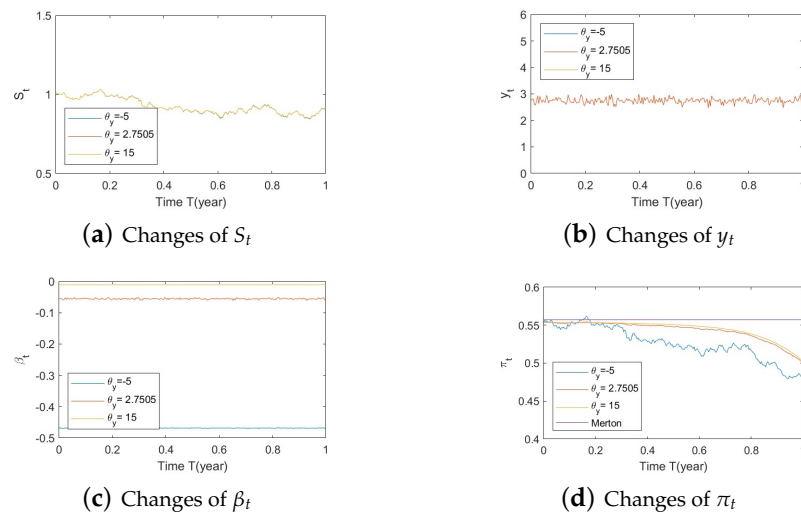 1.5
1
0.5
S_t
θ_y=-5
θ_y= 2.7505
θ_y= 15
0 0.2 0.4 0.6 0.8 1
Time T(year)
(a) Changes of S_t
6
5
4
3
2
1
0
y_t
θ_y=-5
θ_y= 2.7505
θ_y= 15
0 0.2 0.4 0.6 0.8 1
Time T(year)
(b) Changes of y_t
0
-0.1
-0.2
-0.3
-0.4
-0.5
β_t
θ_y=-5
θ_y= 2.7505
θ_y= 15
0 0.2 0.4 0.6 0.8 1
Time T(year)
(c) Changes of β_t
0.6
0.55
0.5
0.45
0.4
π_t
θ_y=-5
θ_y= 2.7505
θ_y= 15
Merton
0 0.2 0.4 0.6 0.8 1
Time T(year)
(d) Changes of π_t